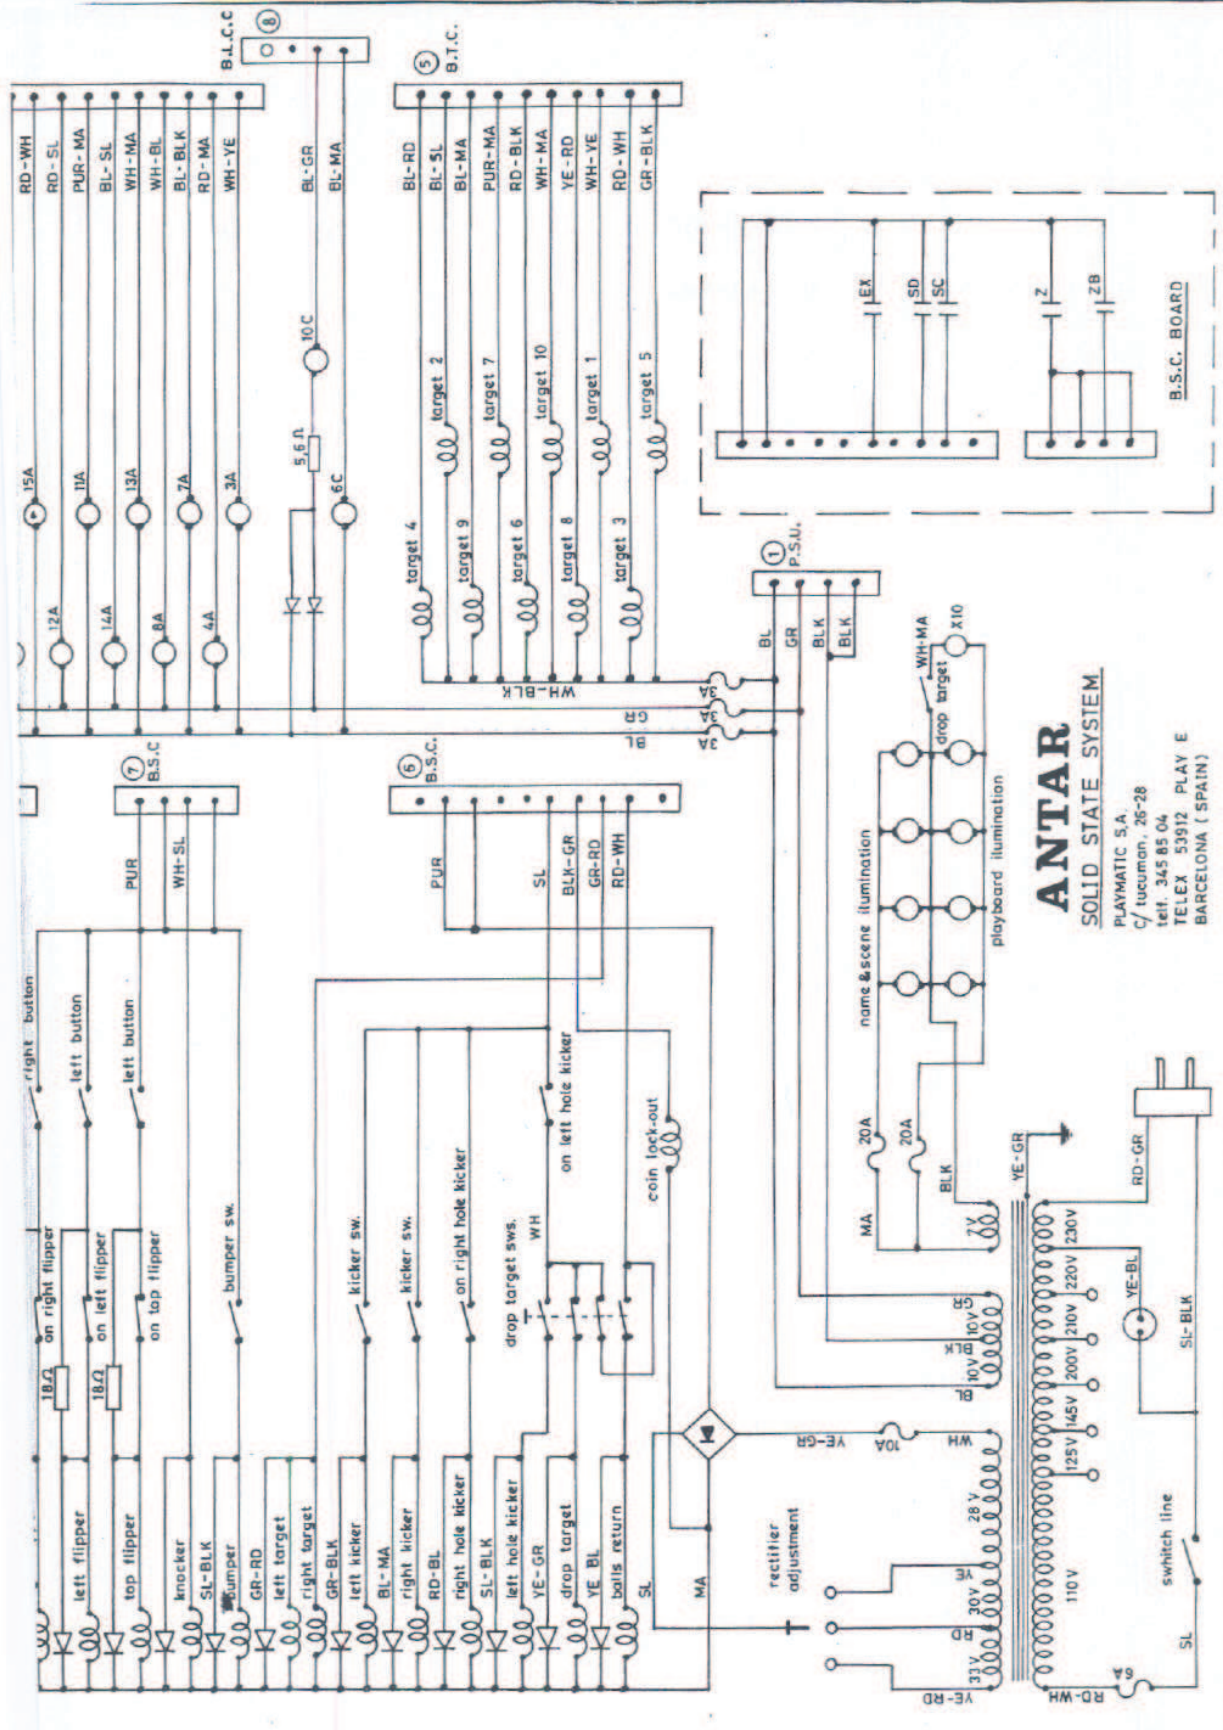 B.L.C.C
8
RD-WH
RD-SL
PUR-MA
BL-SL
WH-MA
WH-BL
BL-BLK
RD-MA
WH-YE
BL-GR
BL-MA
5
B.T.C.
BL-RD
BL-SL
BL-MA
PUR-MA
RD-BLK
WH-MA
YE-RD
WH-YE
RD-WH
GR-BLK
15A
11A
13A
7A
3A
12A
14A
8A
4A
10C
5,6 Ω
6C
target 2
target 7
target 10
target 1
target 5
target 4
target 9
target 6
target 8
target 3
WH-BLK
3A
GR
3A
BL
3A
EX
SD
SC
Z
ZB
B.S.C. BOARD
1
P.S.U.
BL
GR
BLK
BLK
7
B.S.C
PUR
WH-SL
6
B.S.C.
PUR
SL
BLK-GR
GR-RD
RD-WH
WH-MA
drop target
X10
name & scene ilumination
playboard ilumination
ANTAR
SOLID STATE SYSTEM
PLAYMATIC S.A.
C/ tucuman, 26-28
telf. 345 85 04
TELEX 53912 PLAY E
BARCELONA ( SPAIN )
right button
left button
left button
on right flipper
on left flipper
on top flipper
bumper sw.
18Ω
18Ω
kicker sw.
kicker sw.
on right hole kicker
drop target sws.
WH
on left hole kicker
coin lock-out
left flipper
top flipper
knocker
SL-BLK
bumper
GR-RD
left target
right target
GR-BLK
left kicker
BL-MA
right kicker
RD-BL
right hole kicker
SL-BLK
left hole kicker
YE-GR
drop target
YE BL
balls return
SL
MA
20A
20A
MA
BLK
7V
YE-GR
RD-GR
GR
10V
BLK
10V
BL
YE-GR
10A
WH
28 V
YE
30V
RD
33V
YE-RD
rectifier
adjustment
230V
220V
210V
200V
145V
125V
110V
YE-BL
SL-BLK
swhitch line
SL
6A
RD-WH